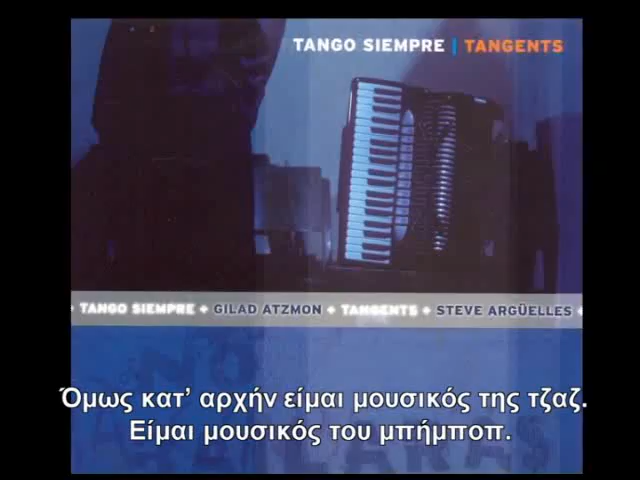 TANGO SIEMPRE | TANGENTS
+ TANGO SIEMPRE + GILAD ATZMON + TANGENTS + STEVE ARGÜELLES +
Όμως κατ’ αρχήν είμαι μουσικός της τζαζ.
Είμαι μουσικός του μπήμποπ.